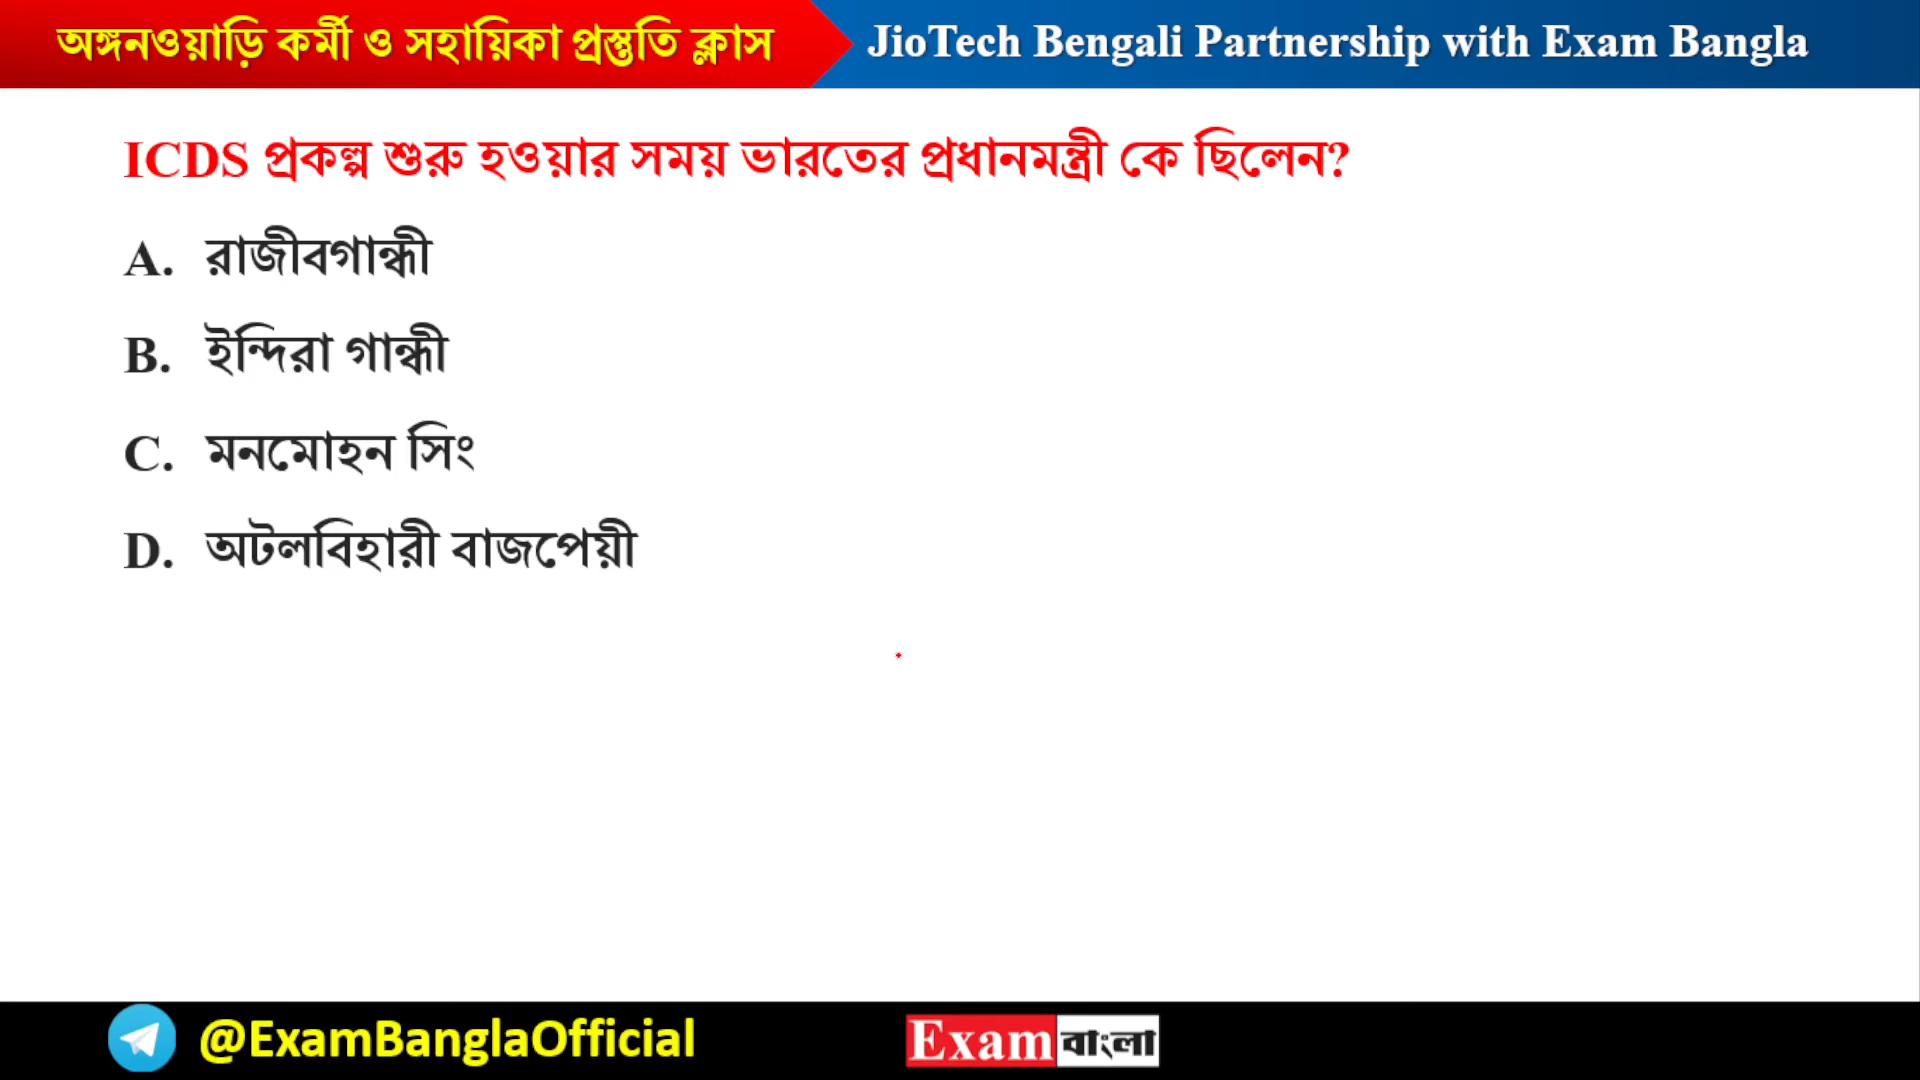 অঙ্গনওয়াড়ি কর্মী ও সহায়িকা প্রস্তুতি ক্লাস
JioTech Bengali Partnership with Exam Bangla
ICDS প্রকল্প শুরু হওয়ার সময় ভারতের প্রধানমন্ত্রী কে ছিলেন?
A. রাজীবগান্ধী
B. ইন্দিরা গান্ধী
C. মনমোহন সিং
D. অটলবিহারী বাজপেয়ী
@ExamBanglaOfficial
Exam বাংলা